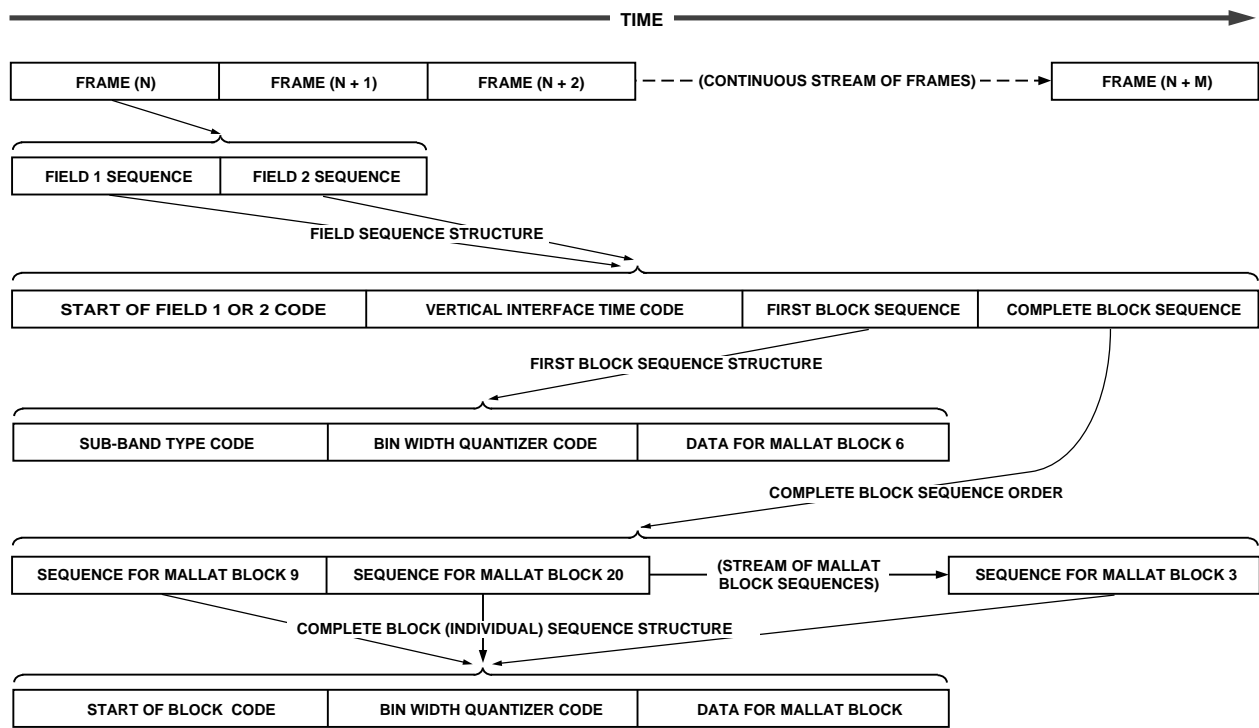 TIME
FRAME (N)
FRAME (N + 1)
FRAME (N + 2)
(CONTINUOUS STREAM OF FRAMES)
FRAME (N + M)
FIELD 1 SEQUENCE
FIELD 2 SEQUENCE
FIELD SEQUENCE STRUCTURE
START OF FIELD 1 OR 2 CODE
VERTICAL INTERFACE TIME CODE
FIRST BLOCK SEQUENCE
COMPLETE BLOCK SEQUENCE
FIRST BLOCK SEQUENCE STRUCTURE
SUB-BAND TYPE CODE
BIN WIDTH QUANTIZER CODE
DATA FOR MALLAT BLOCK 6
COMPLETE BLOCK SEQUENCE ORDER
SEQUENCE FOR MALLAT BLOCK 9
SEQUENCE FOR MALLAT BLOCK 20
(STREAM OF MALLAT
BLOCK SEQUENCES)
SEQUENCE FOR MALLAT BLOCK 3
COMPLETE BLOCK (INDIVIDUAL) SEQUENCE STRUCTURE
START OF BLOCK CODE
BIN WIDTH QUANTIZER CODE
DATA FOR MALLAT BLOCK